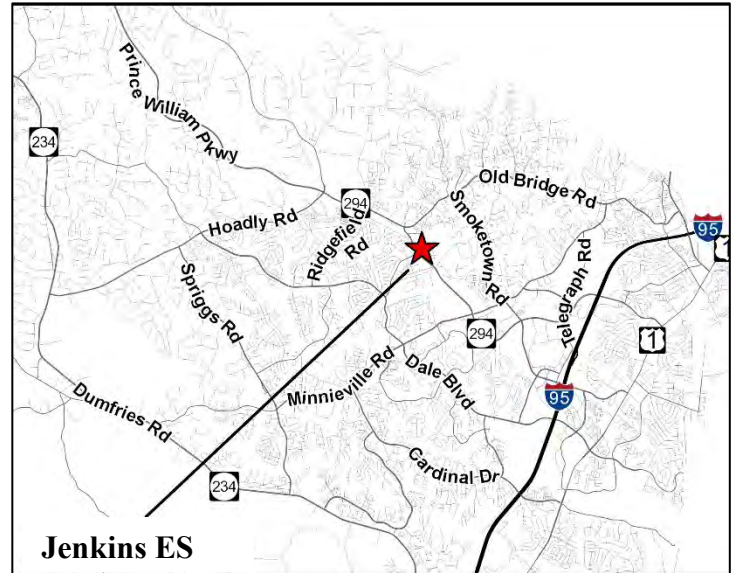 Prince
William Pkwy
234
Old Bridge Rd
294
Smoketown Rd
Hoadly Rd
Ridgefield
Rd
95
1
Telegraph Rd
Spriggs Rd
294
1
Minnieville Rd
Dale Blvd
95
Dumfries Rd
Cardinal Dr
234
Jenkins ES